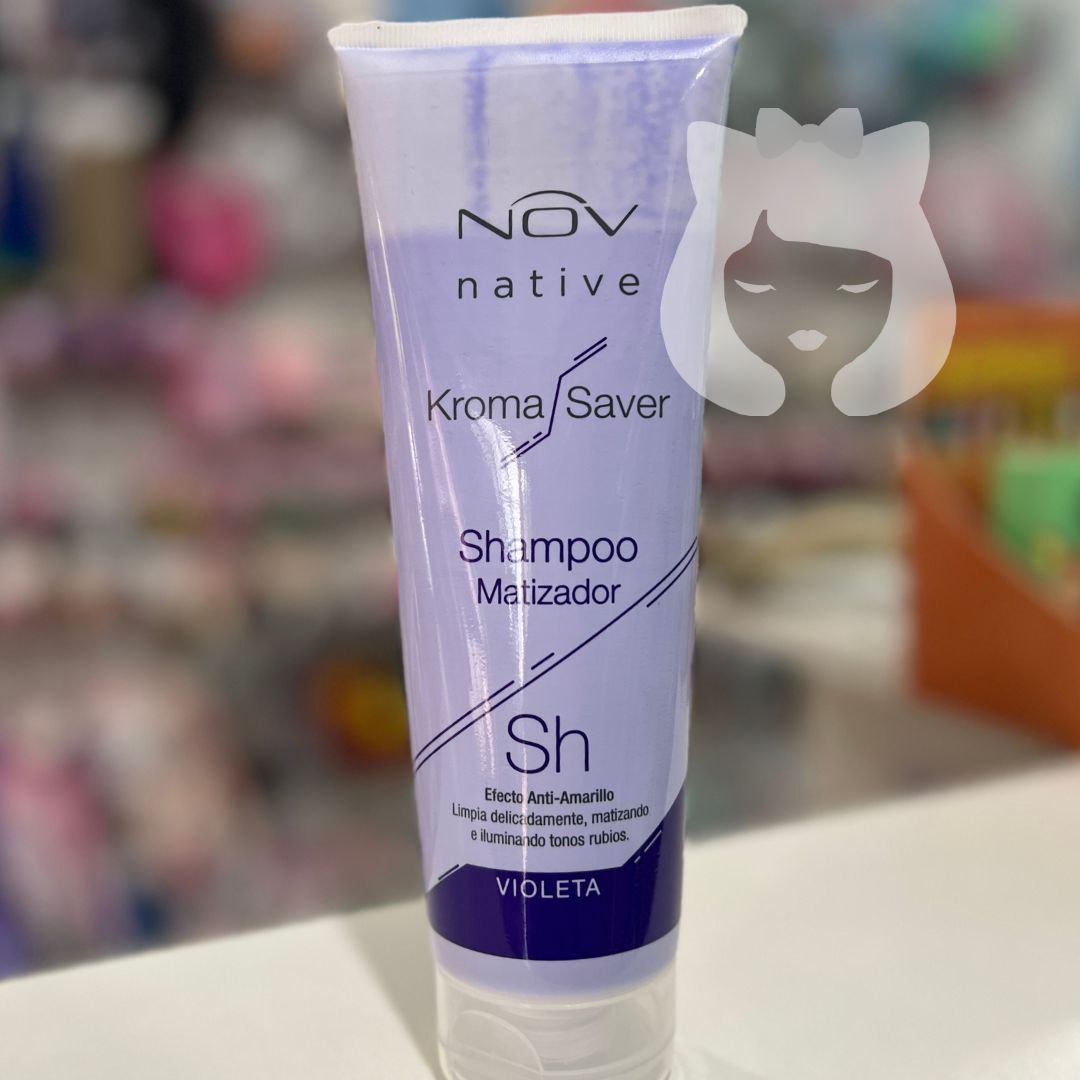 NOV
native
Kroma Saver
Shampoo
Matizador
Sh
Efecto Anti-Amarillo
Limpia delicadamente, matizando
e iluminando tonos rubios.
VIOLETA